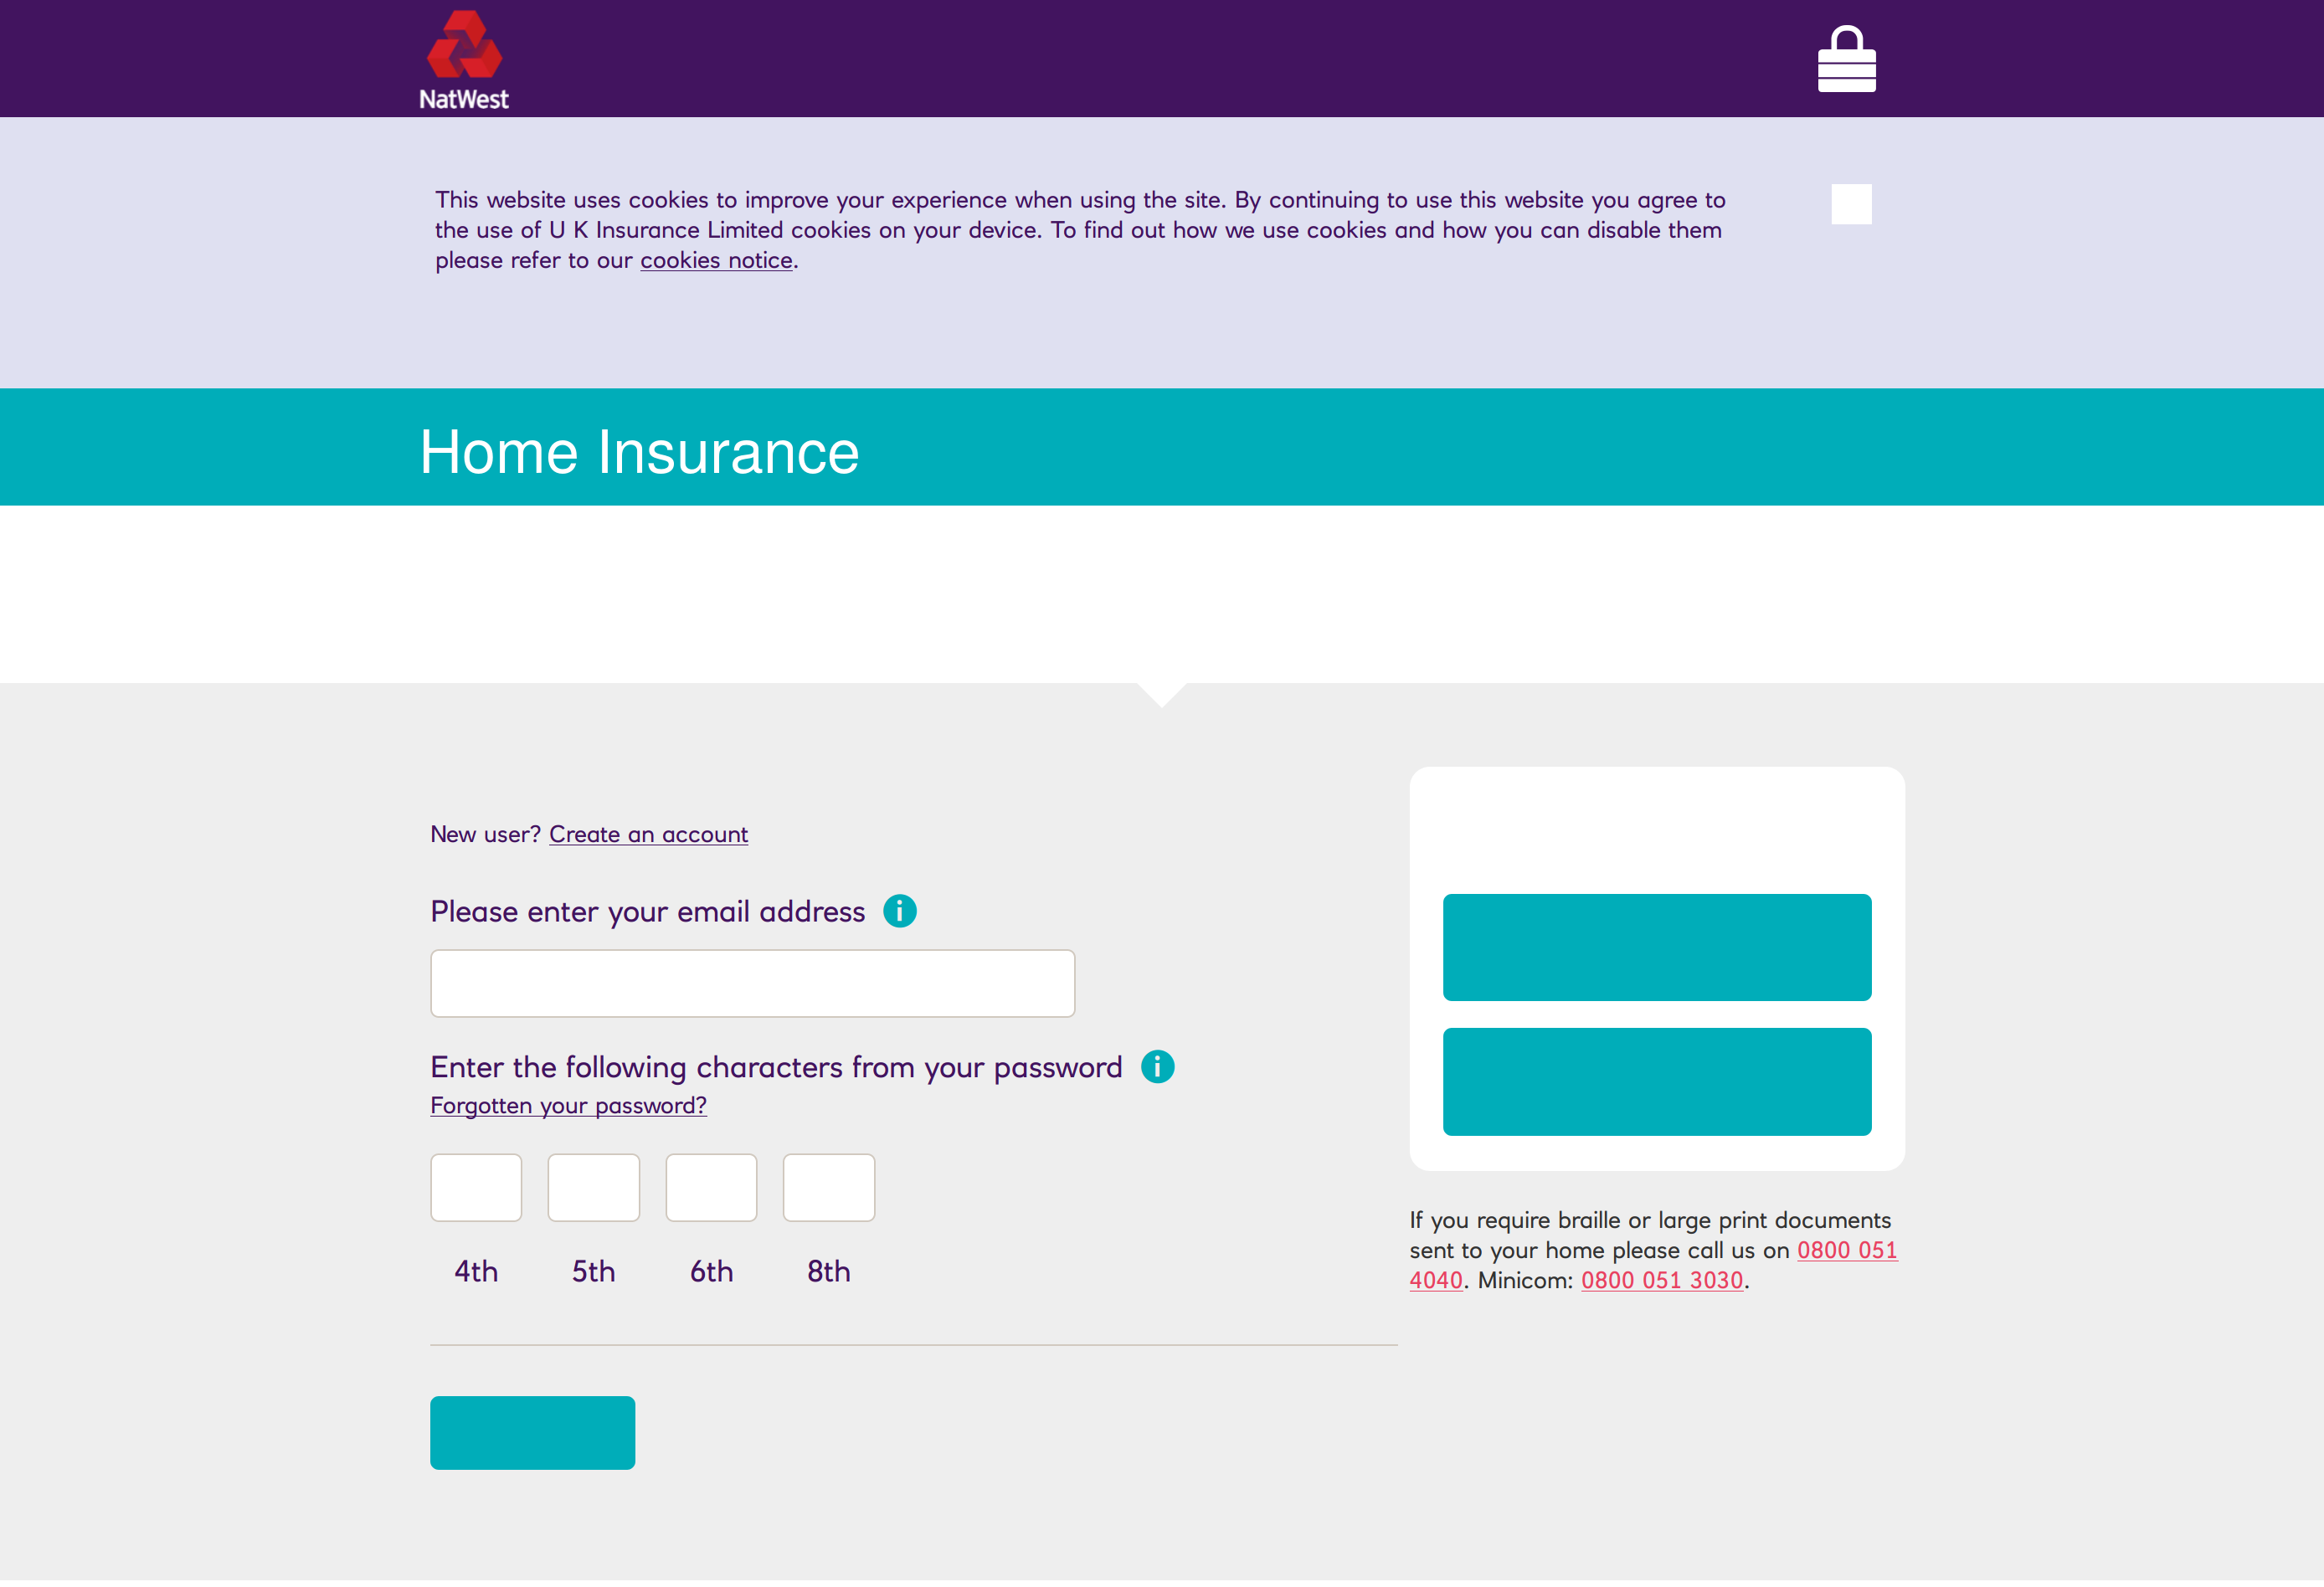 NatWest
This website uses cookies to improve your experience when using the site. By continuing to use this website you agree to
the use of U K Insurance Limited cookies on your device. To find out how we use cookies and how you can disable them
please refer to our cookies notice.
Home Insurance
New user? Create an account
Please enter your email address i
Enter the following characters from your password i
Forgotten your password?
4th 5th 6th 8th
If you require braille or large print documents
sent to your home please call us on 0800 051
4040. Minicom: 0800 051 3030.